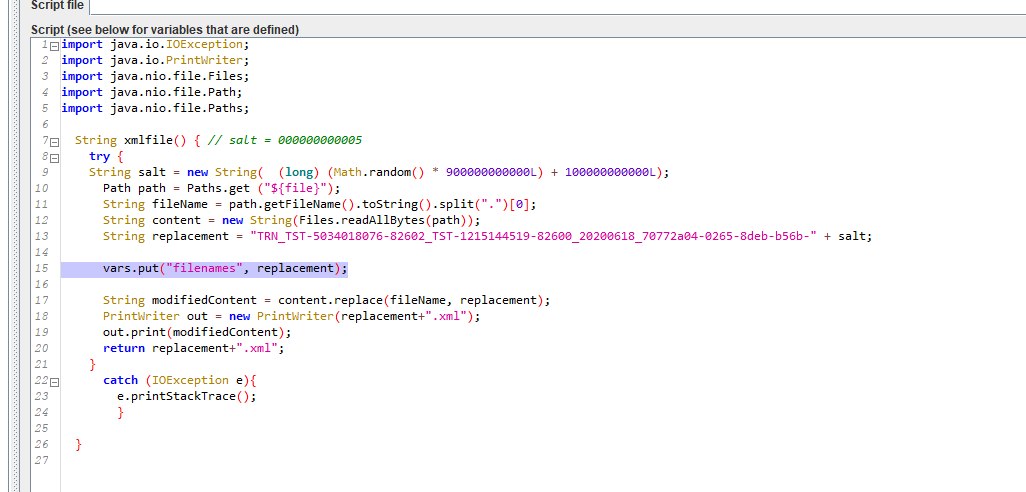 Script file
Script (see below for variables that are defined)
1 import java.io.IOException;
2 import java.io.PrintWriter;
3 import java.nio.file.Files;
4 import java.nio.file.Path;
5 import java.nio.file.Paths;
6
7 String xmlfile() { // salt = 000000000005
8 try {
9 String salt = new String( (long) (Math.random() * 900000000000L) + 100000000000L);
10 Path path = Paths.get ("${file}");
11 String fileName = path.getFileName().toString().split(".")[0];
12 String content = new String(Files.readAllBytes(path));
13 String replacement = "TRN_TST-5034018076-82602_TST-1215144519-82600_20200618_70772a04-0265-8deb-b56b-" + salt;
14
15 vars.put("filenames", replacement);
16
17 String modifiedContent = content.replace(fileName, replacement);
18 PrintWriter out = new PrintWriter(replacement+".xml");
19 out.print(modifiedContent);
20 return replacement+".xml";
21 }
22 catch (IOException e){
23 e.printStackTrace();
24 }
25
26 }
27